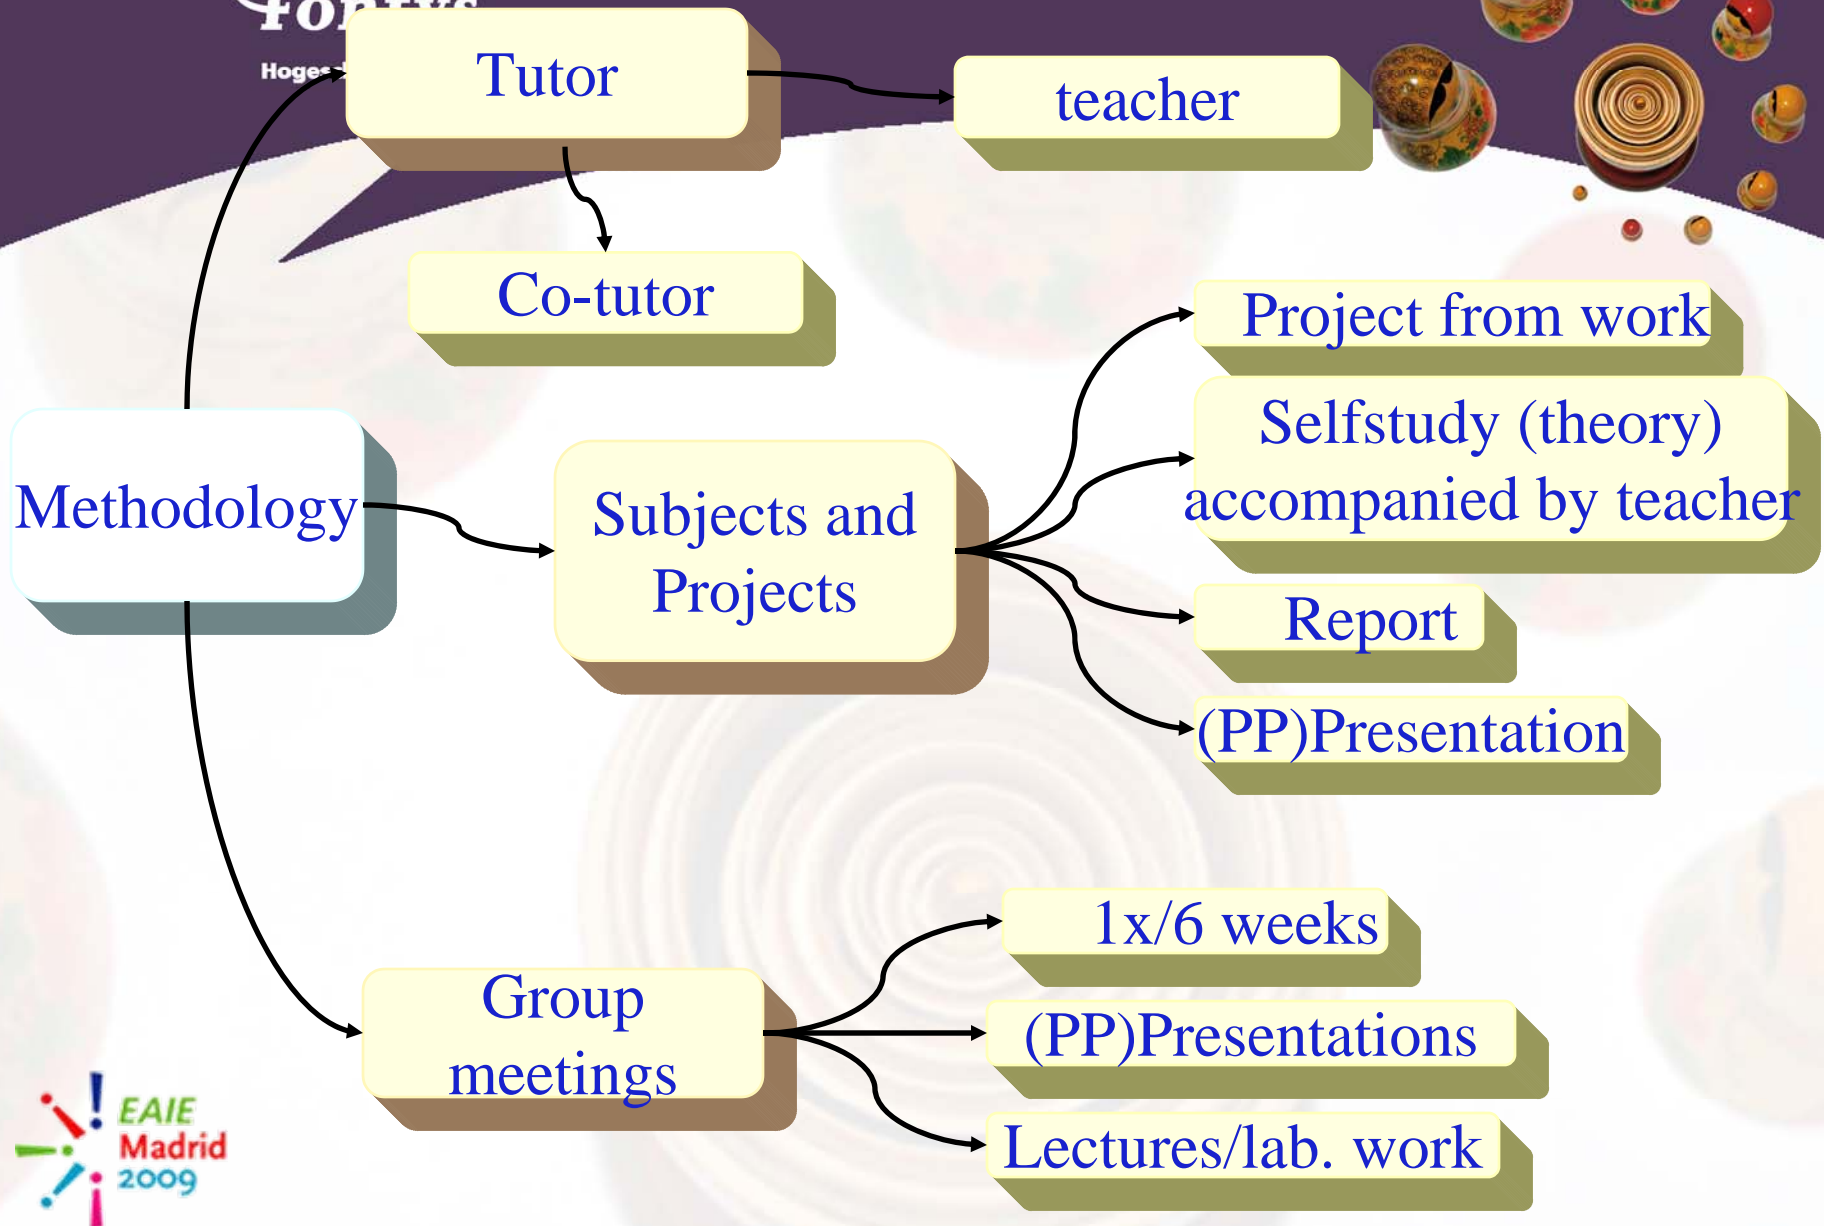 Tutor
teacher
Co-tutor
Project from work
Selfstudy (theory)
accompanied by teacher
Methodology
Subjects and
Projects
Report
(PP)Presentation
1x/6 weeks
Group
meetings
(PP)Presentations
Lectures/lab. work
EAIE
Madrid
2009